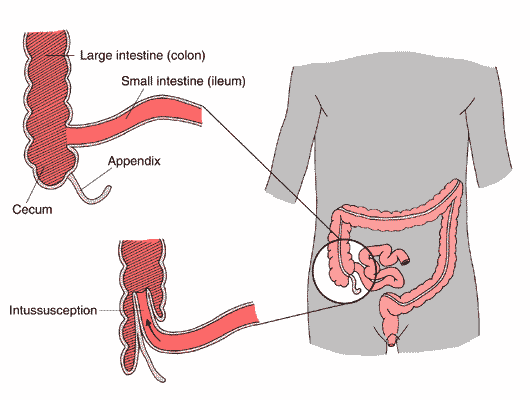 Large intestine (colon)
Small intestine (ileum)
Appendix
Cecum
Intussusception